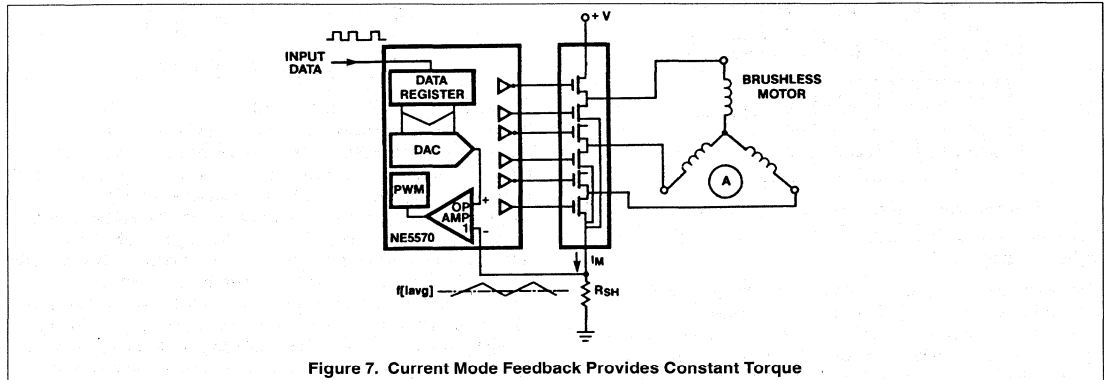 + V
INPUT
DATA
DATA
REGISTER
DAC
PWM
OP
AMP
1
+
−
NE5570
BRUSHLESS
MOTOR
A
IM
f[Iavg]
RSH
Figure 7. Current Mode Feedback Provides Constant Torque